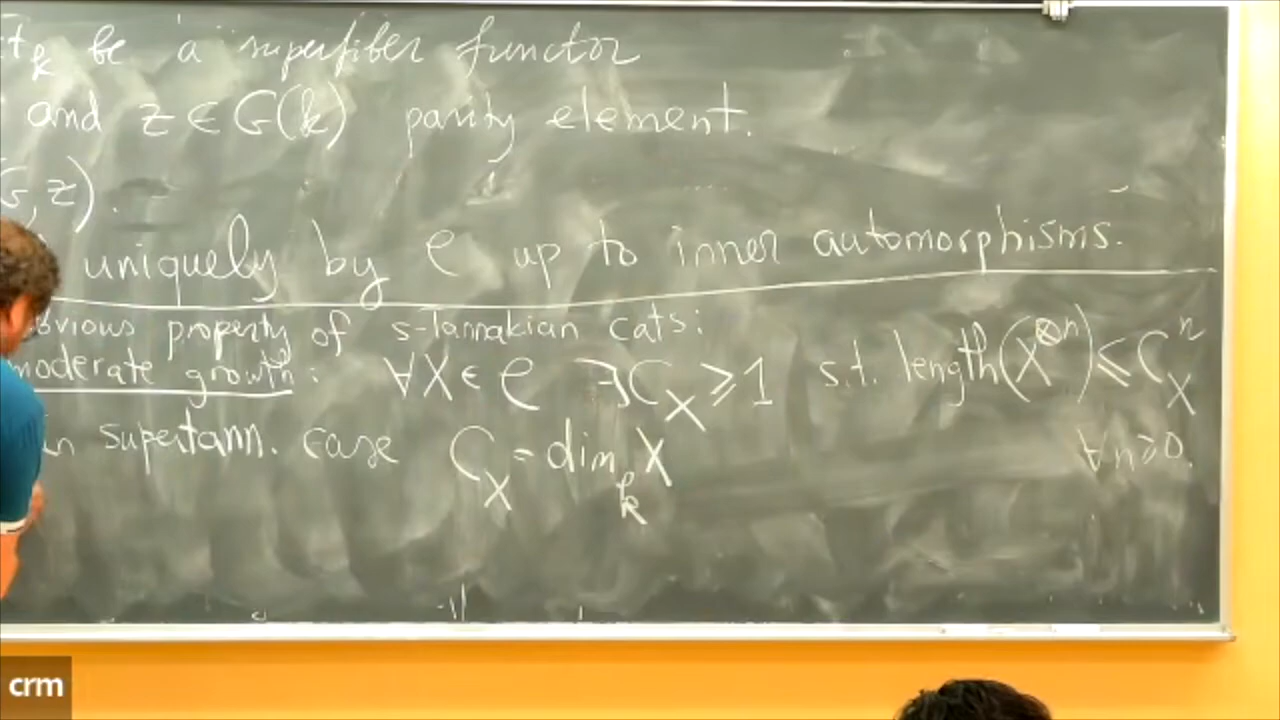 be a superfiber functor
and z ∈ G(k) parity element.
G, z).
uniquely by C up to inner automorphisms.
obvious property of s-Tannakian cats:
moderate growth: ∀X ∈ C ∃C_X ⩾ 1 s.t. length(X^{⊗n}) ⩽ C_X^n
∀n⩾0.
in supertann. case C_X = dim_k X
crm